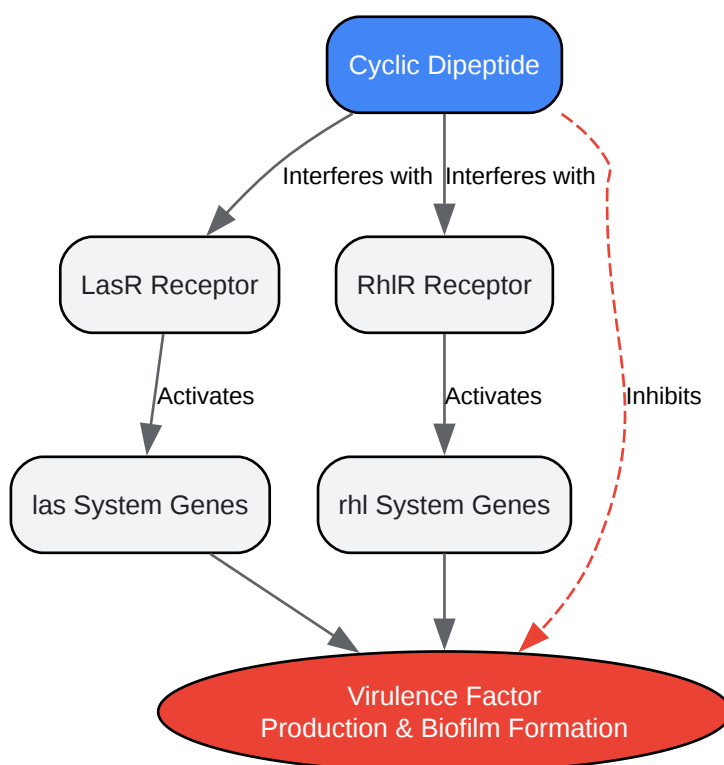 Cyclic Dipeptide
Interferes with
Interferes with
LasR Receptor
RhlR Receptor
Activates
Activates
Inhibits
las System Genes
rhl System Genes
Virulence Factor
Production & Biofilm Formation